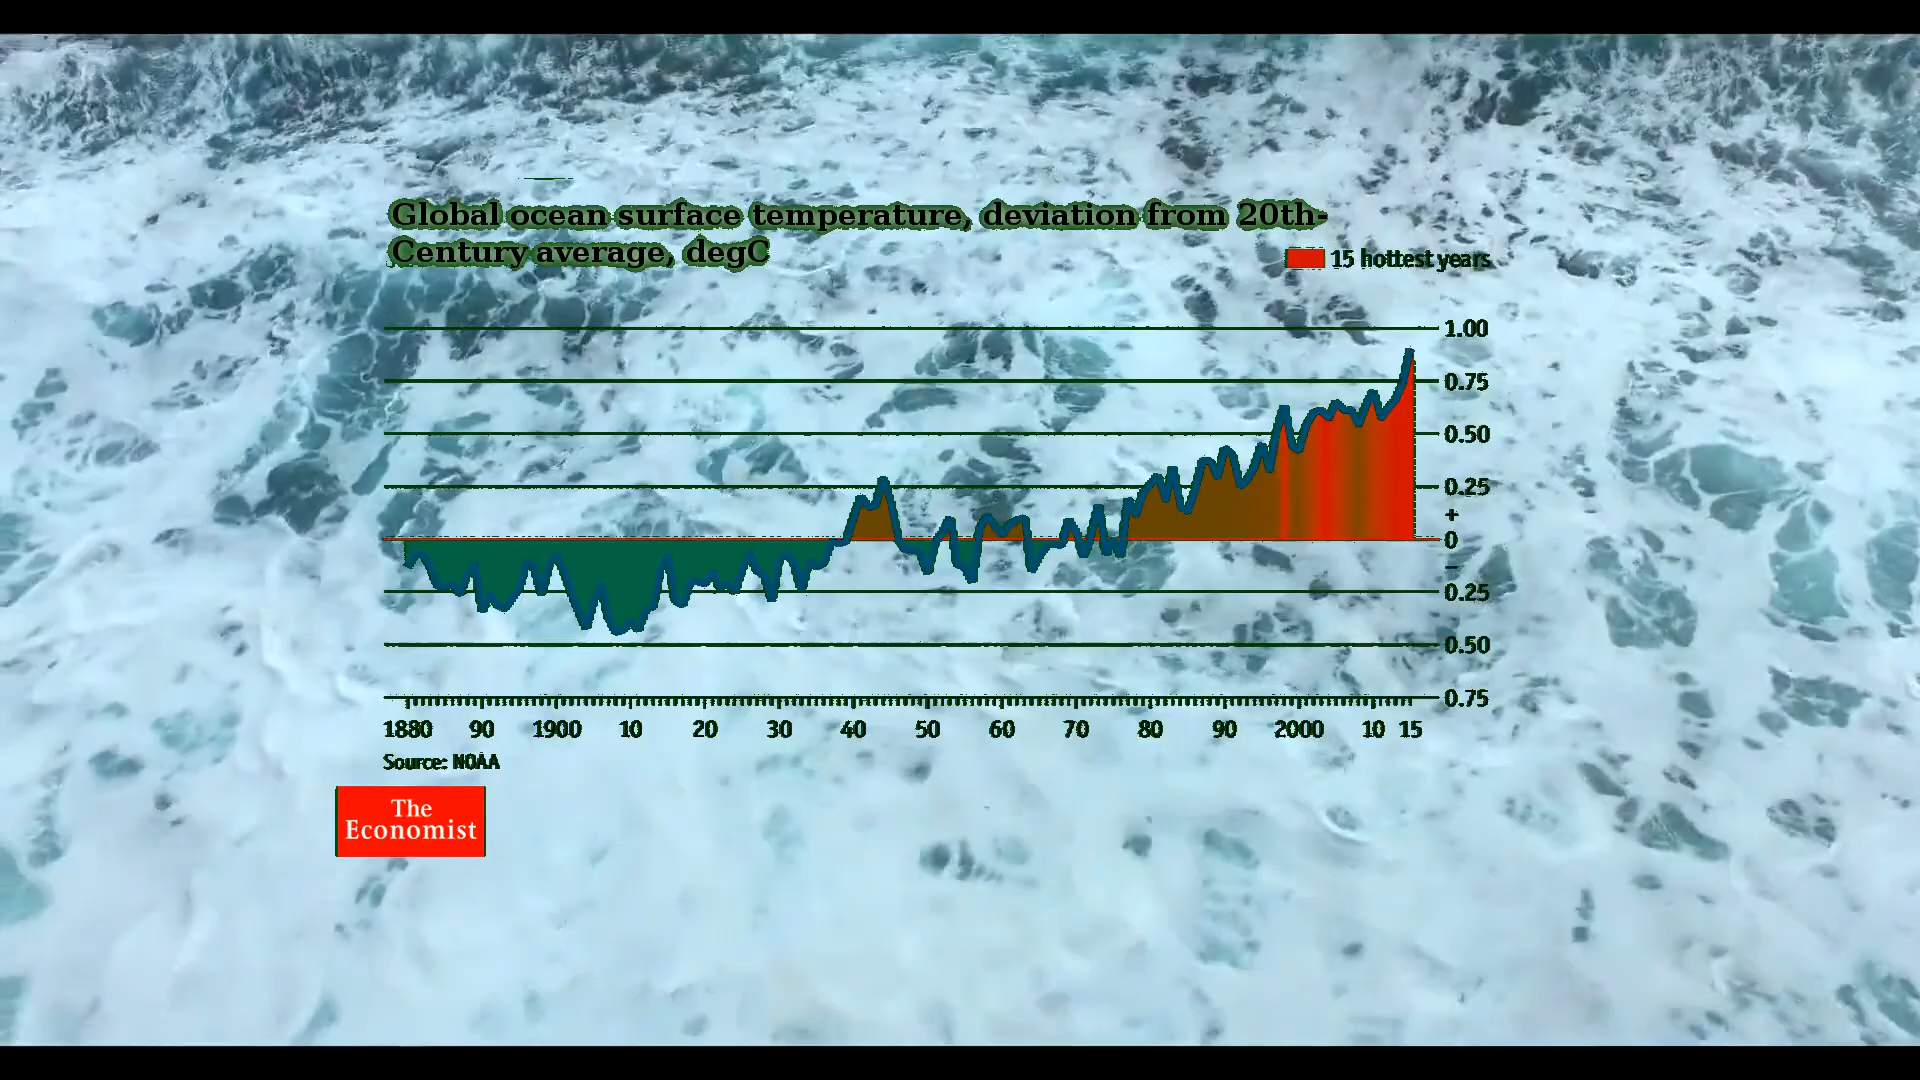 Global ocean surface temperature, deviation from 20th-
Century average, degC
15 hottest years
1.00
0.75
0.50
0.25
+
0
–
0.25
0.50
0.75
1880 90 1900 10 20 30 40 50 60 70 80 90 2000 10 15
Source: NOAA
The
Economist